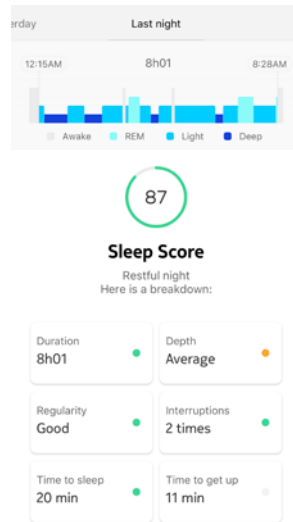 erday
Last night
12:15AM
8h01
8:28AM
Awake
REM
Light
Deep
87
Sleep Score
Restful night
Here is a breakdown:
Duration
8h01
Depth
Average
Regularity
Good
Interruptions
2 times
Time to sleep
20 min
Time to get up
11 min